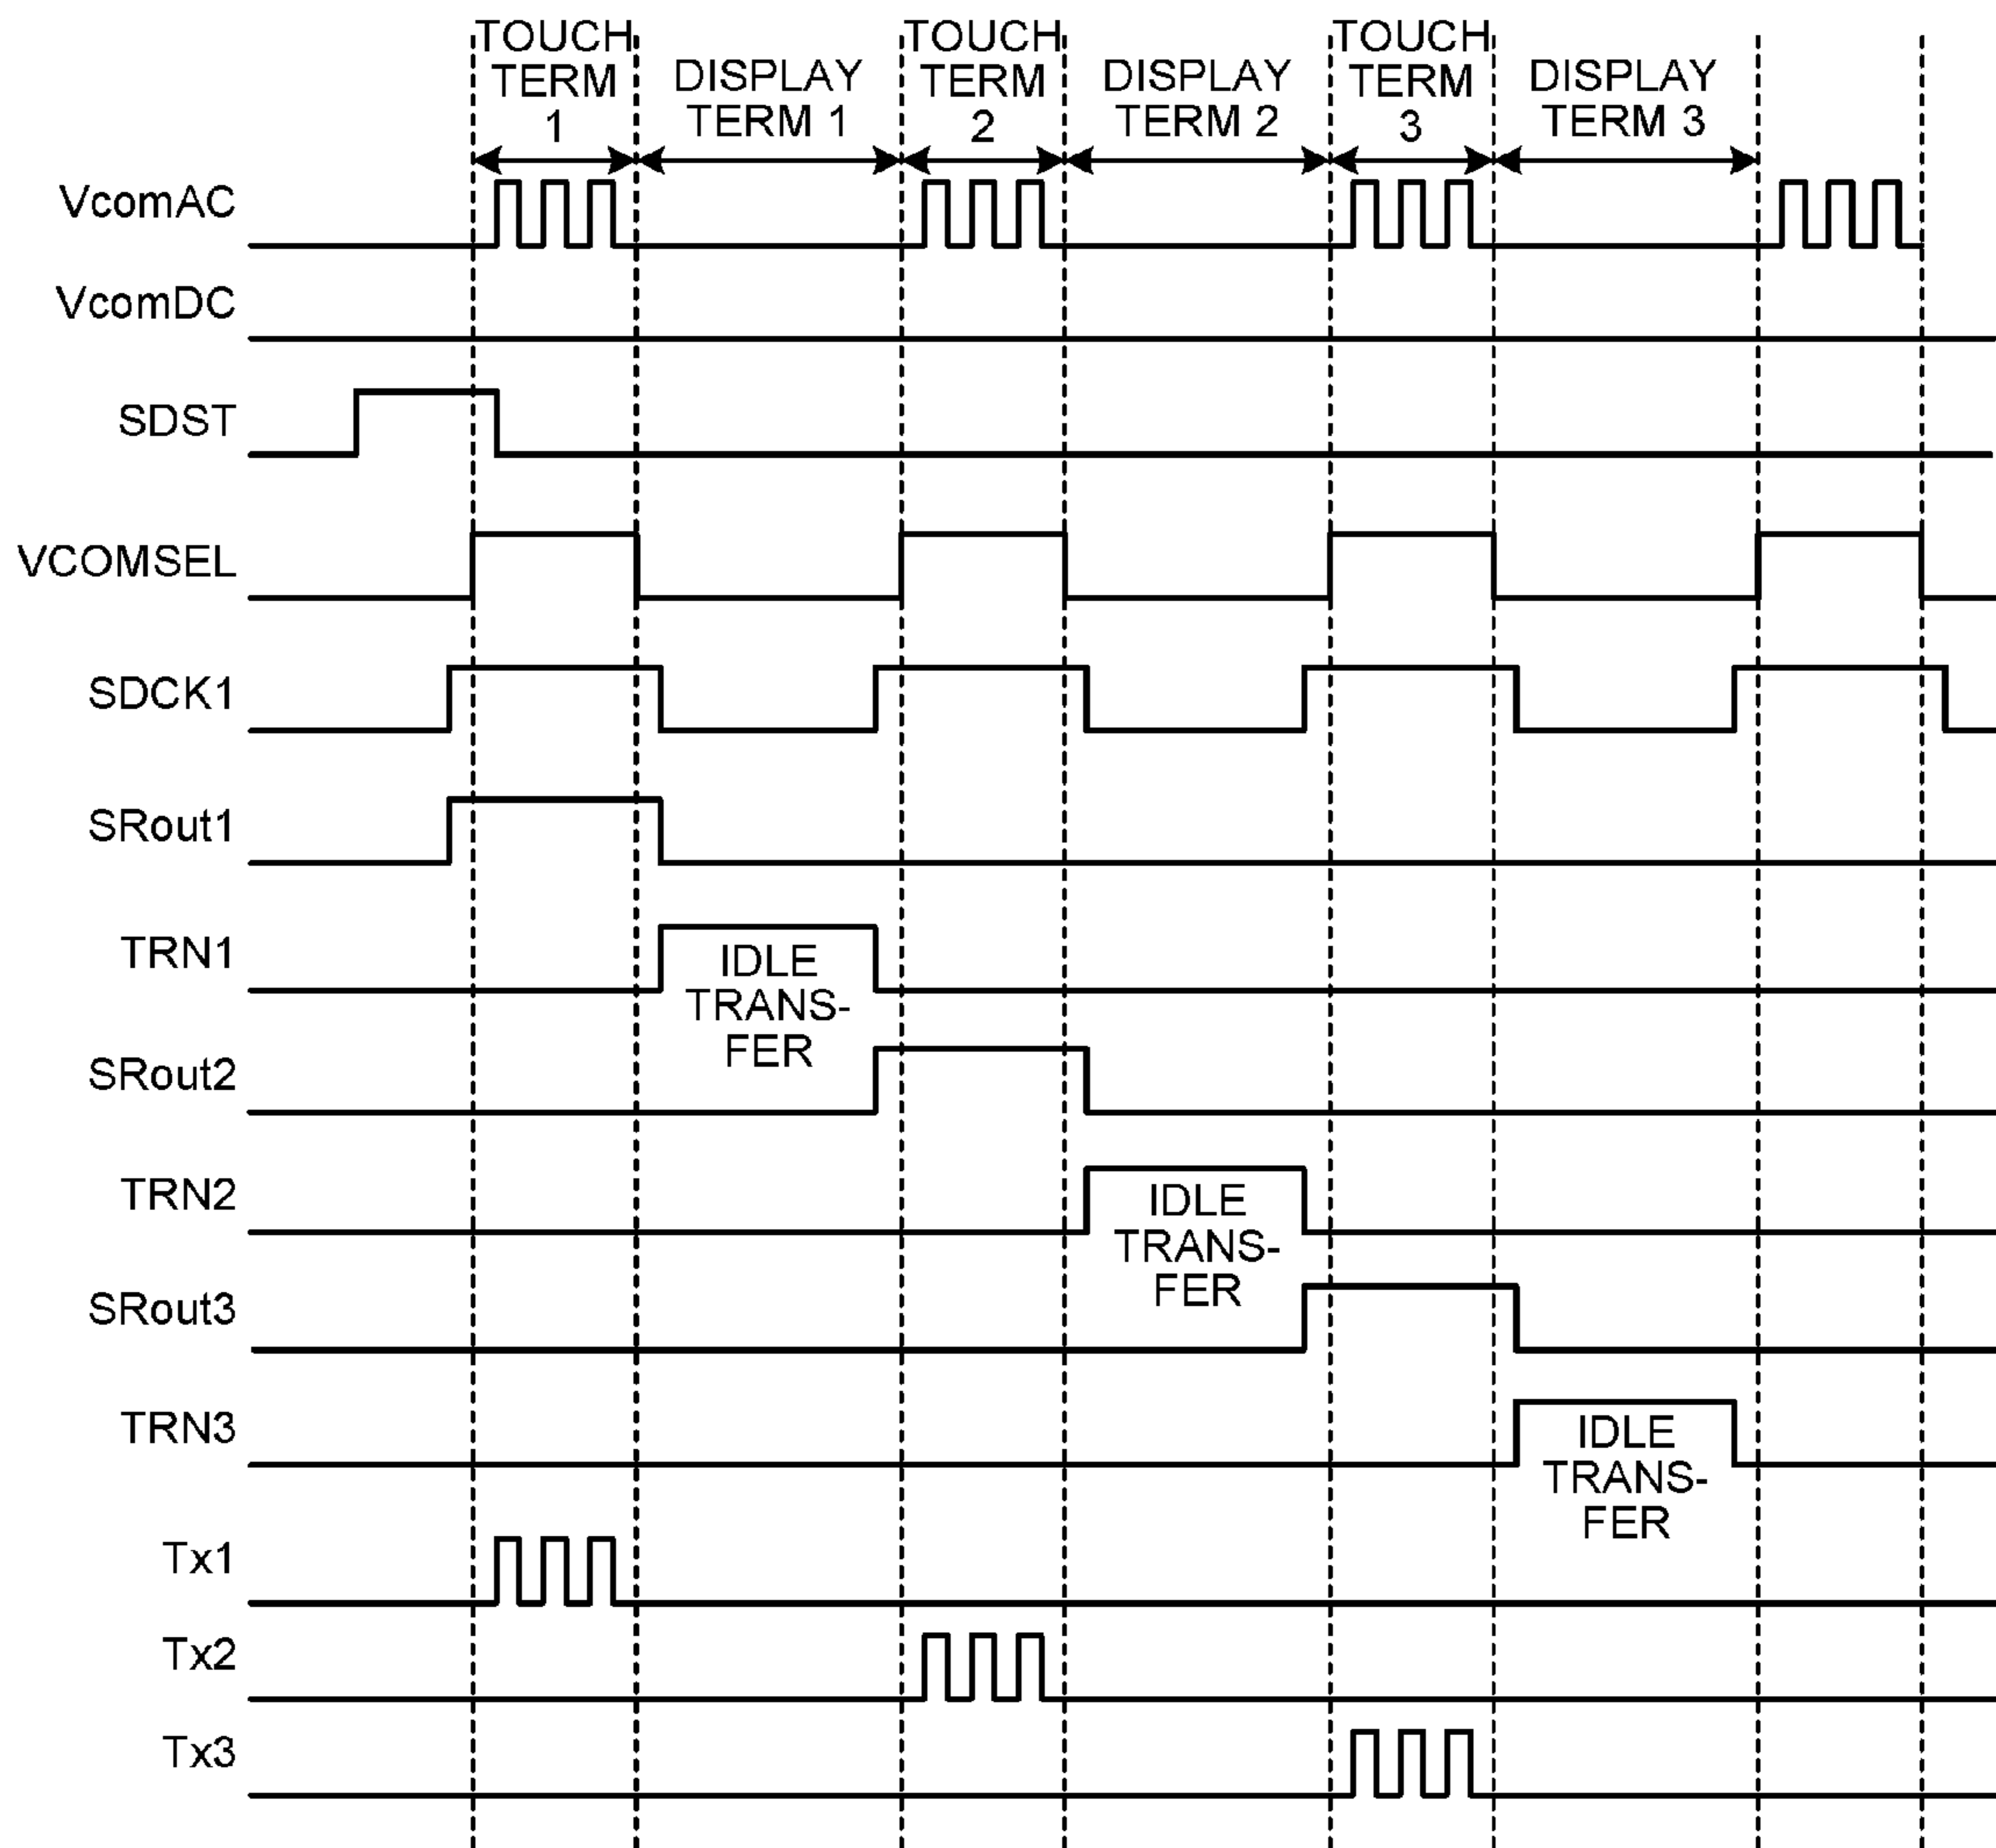 TOUCH
TERM
1
DISPLAY
TERM 1
TOUCH
TERM
2
DISPLAY
TERM 2
TOUCH
TERM
3
DISPLAY
TERM 3
VcomAC
VcomDC
SDST
VCOMSEL
SDCK1
SRout1
TRN1
IDLE
TRANS-
FER
SRout2
TRN2
IDLE
TRANS-
FER
SRout3
TRN3
IDLE
TRANS-
FER
Tx1
Tx2
Tx3